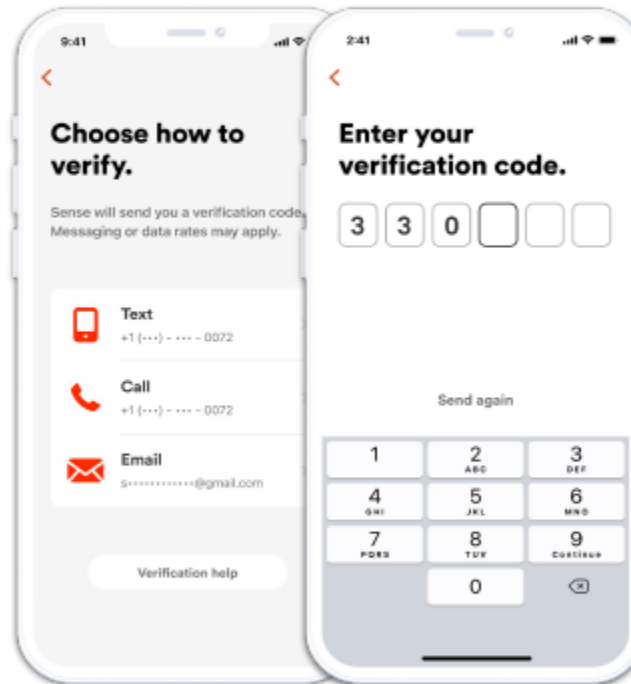 9:41
Choose how to
verify.
Sense will send you a verification code.
Messaging or data rates may apply.
Text
+1 (•••) - ••• - 0072
Call
+1 (•••) - ••• - 0072
Email
s••••••••••••@gmail.com
Verification help
2:41
Enter your
verification code.
3 3 0
Send again
1 2 3
ABC DEF
4 5 6
GHI JKL MNO
7 8 9
PQRS TUV Continue
0